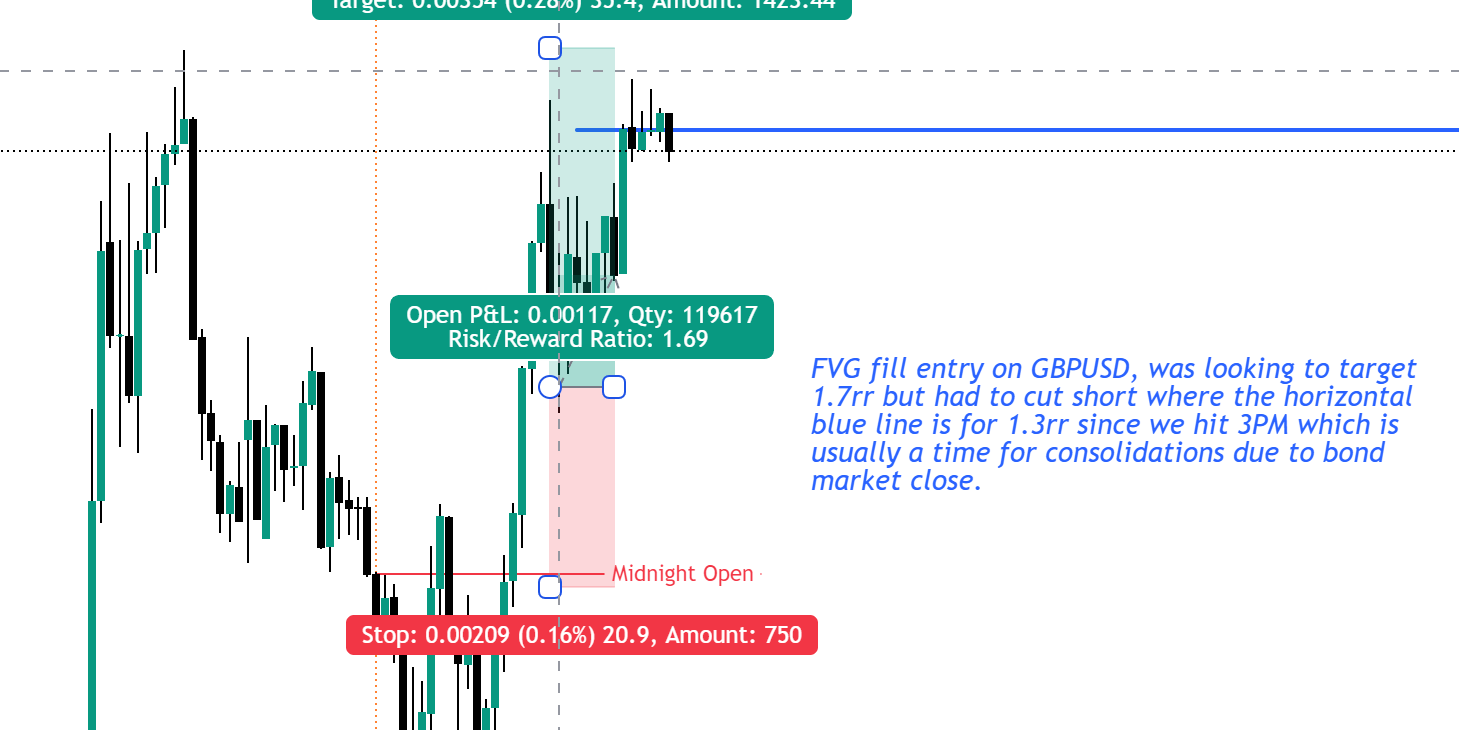 Target: 0.00354 (0.28%) 35.4, Amount: 1423.44
Open P&L: 0.00117, Qty: 119617
Risk/Reward Ratio: 1.69
FVG fill entry on GBPUSD, was looking to target
1.7rr but had to cut short where the horizontal
blue line is for 1.3rr since we hit 3PM which is
usually a time for consolidations due to bond
market close.
Midnight Open
Stop: 0.00209 (0.16%) 20.9, Amount: 750